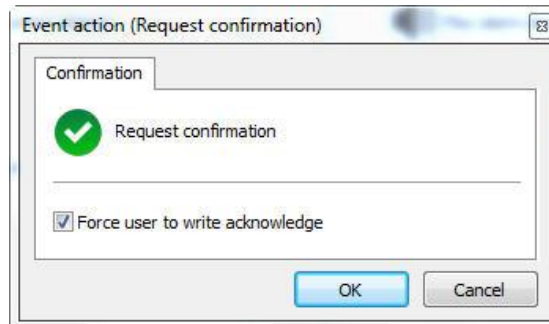 Event action (Request confirmation)
Confirmation
Request confirmation
Force user to write acknowledge
OK
Cancel